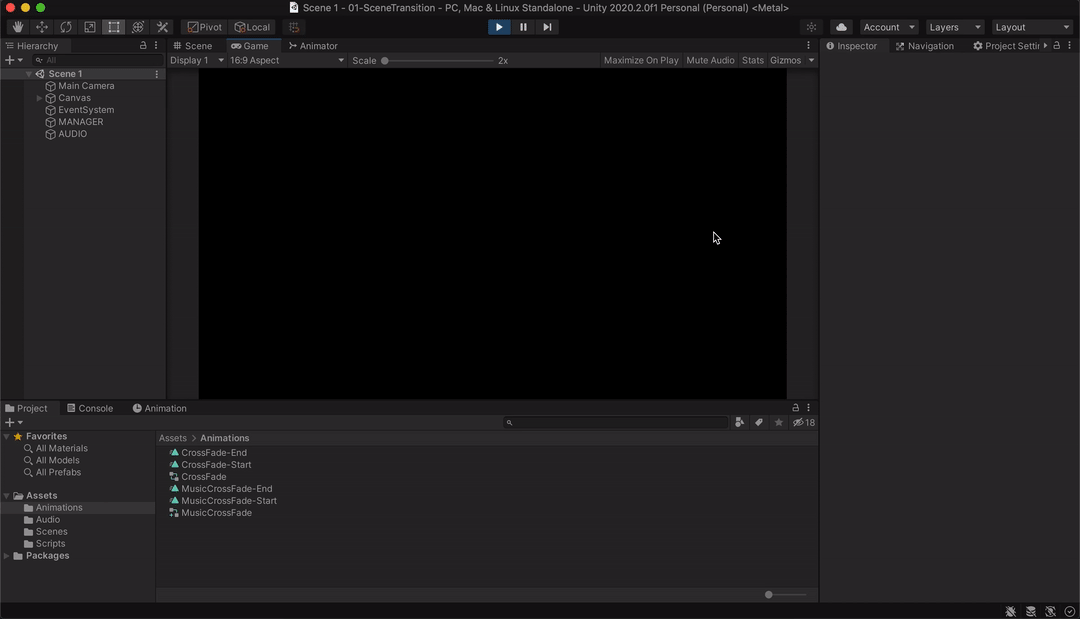 Scene 1 - 01-SceneTransition - PC, Mac & Linux Standalone - Unity 2020.2.0f1 Personal (Personal) <Metal>
Pivot Local Account Layers Layout
Hierarchy
All
Scene 1
Main Camera
Canvas
EventSystem
MANAGER
AUDIO
Scene Game Animator
Display 1 16:9 Aspect Scale 2x Maximize On Play Mute Audio Stats Gizmos
Inspector Navigation Project Settir
Project Console Animation
18
Favorites
All Materials
All Models
All Prefabs
Assets
Animations
Audio
Scenes
Scripts
Packages
Assets > Animations
CrossFade-End
CrossFade-Start
CrossFade
MusicCrossFade-End
MusicCrossFade-Start
MusicCrossFade